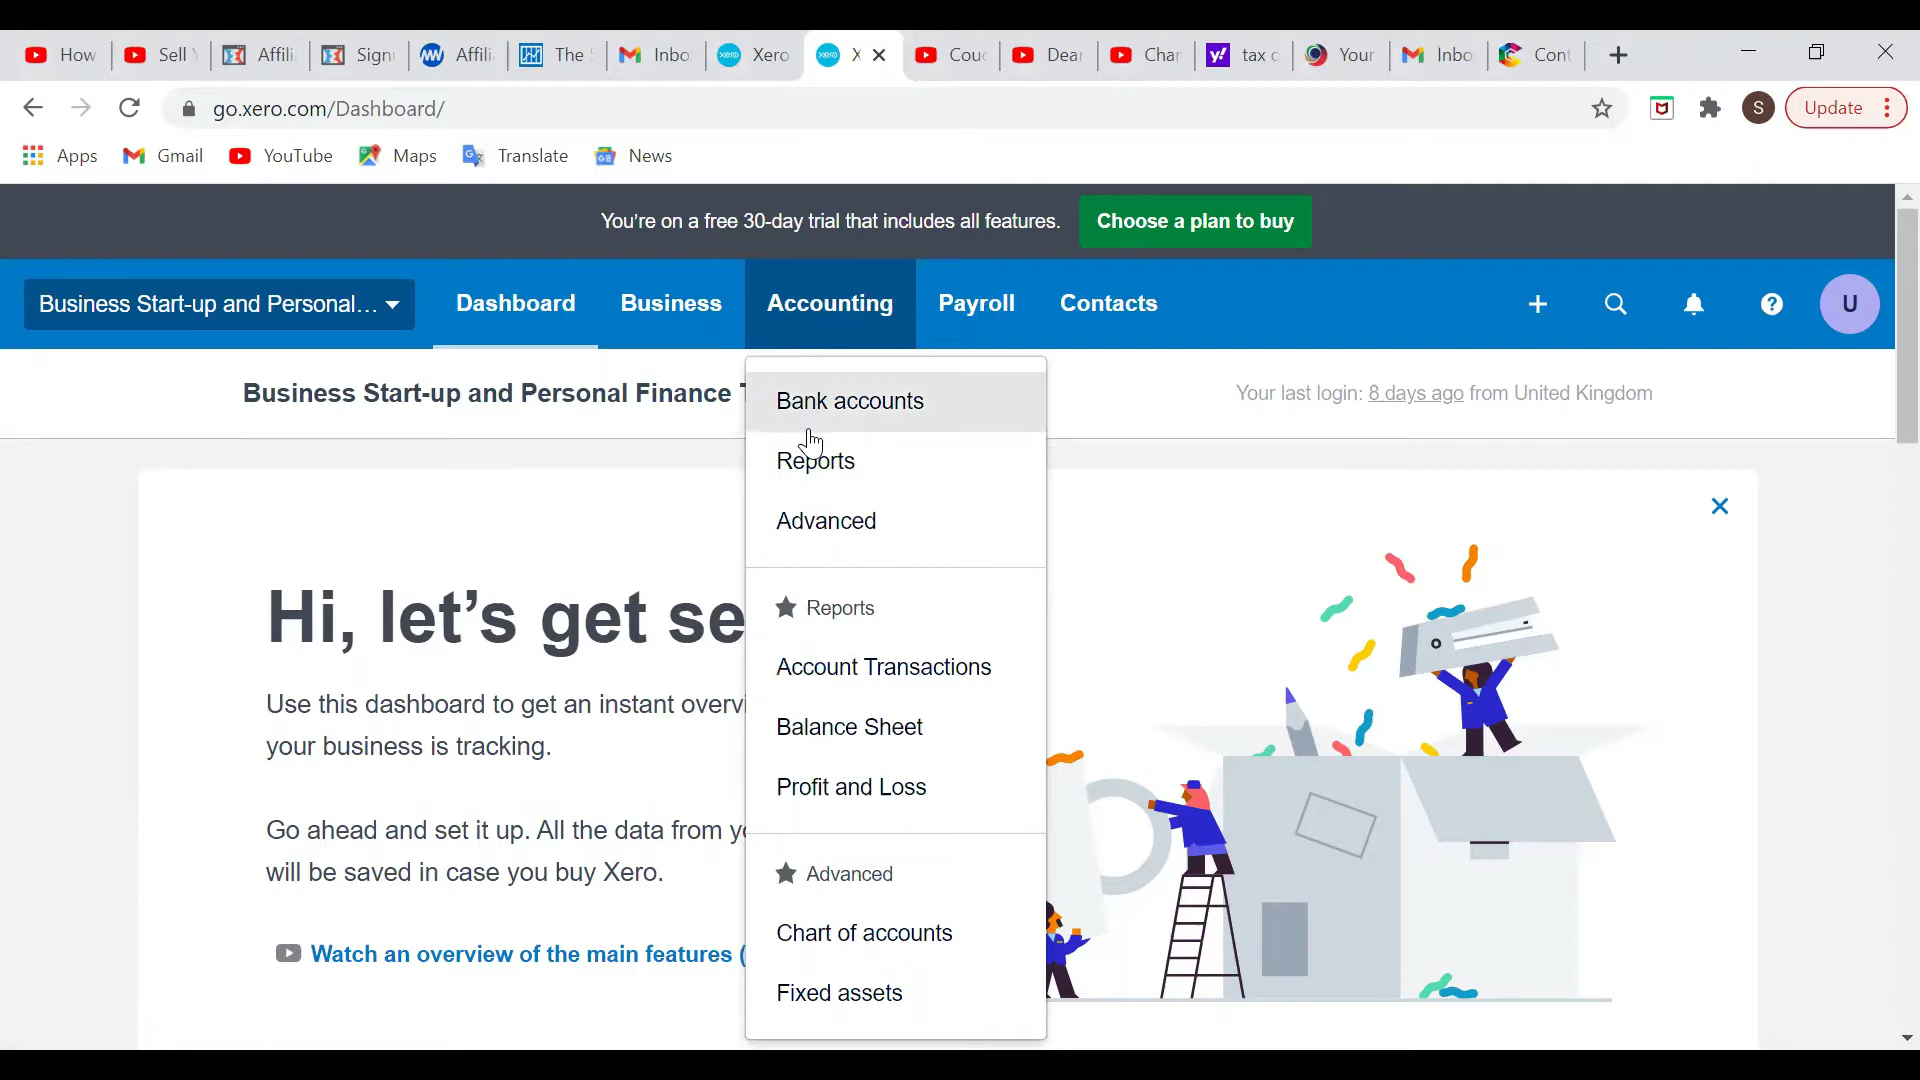 How
Sell
Affili
Sign
Affili
The
Inbo
Xero
X
Cou
Dear
Char
tax c
Your
Inbo
Cont
go.xero.com/Dashboard/
S
Update
Apps
Gmail
YouTube
Maps
Translate
News
You're on a free 30-day trial that includes all features.
Choose a plan to buy
Business Start-up and Personal...
Dashboard
Business
Accounting
Payroll
Contacts
U
Business Start-up and Personal Finance
Your last login: 8 days ago from United Kingdom
Bank accounts
Reports
Advanced
Reports
Account Transactions
Balance Sheet
Profit and Loss
Advanced
Chart of accounts
Fixed assets
Hi, let's get se
Use this dashboard to get an instant overvi
your business is tracking.
Go ahead and set it up. All the data from yo
will be saved in case you buy Xero.
Watch an overview of the main features (